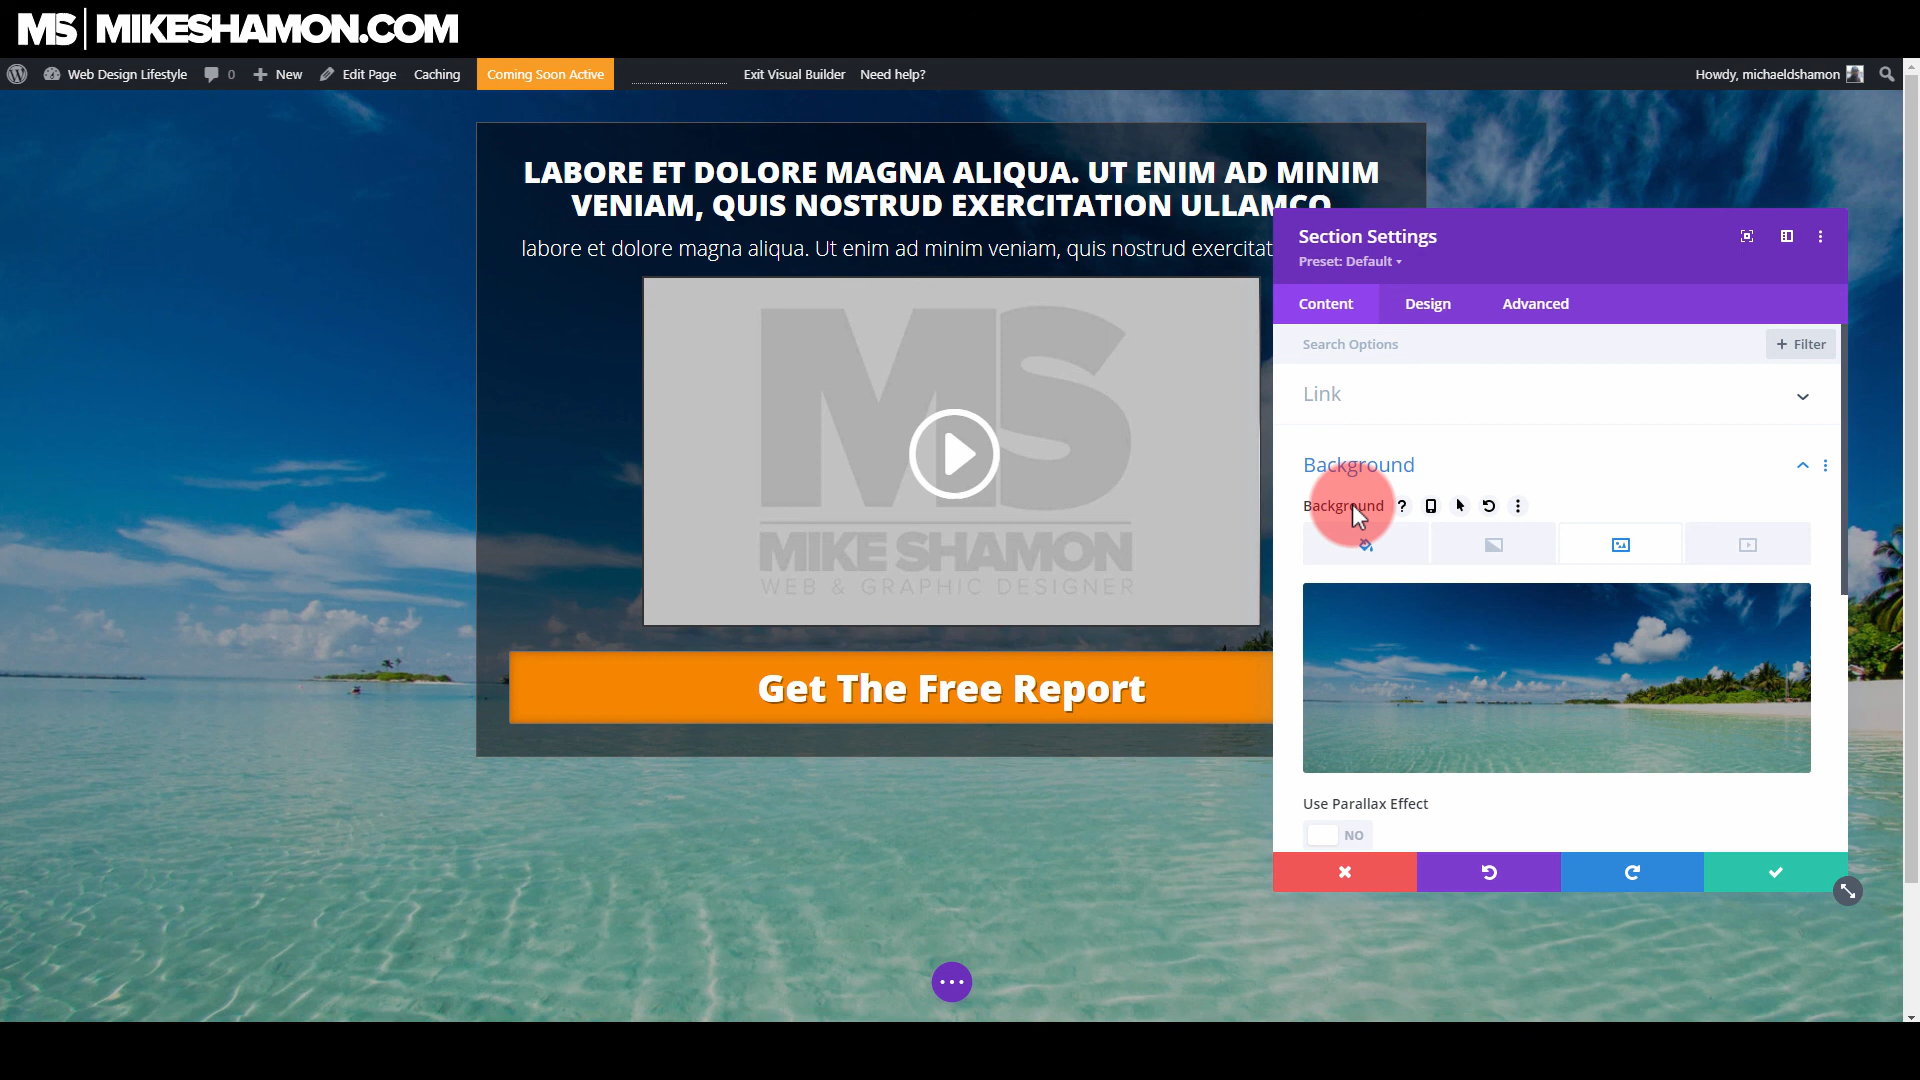 MS | MIKESHAMON.COM
Web Design Lifestyle 0 New Edit Page Caching Coming Soon Active Exit Visual Builder Need help? Howdy, michaeldshamon
LABORE ET DOLORE MAGNA ALIQUA. UT ENIM AD MINIM
VENIAM, QUIS NOSTRUD EXERCITATION ULLAMCO
labore et dolore magna aliqua. Ut enim ad minim veniam, quis nostrud exercitat
MS
MIKE SHAMON
WEB & GRAPHIC DESIGNER
Get The Free Report
Section Settings
Preset: Default
Content Design Advanced
Search Options + Filter
Link
Background
Background ?
Use Parallax Effect
NO